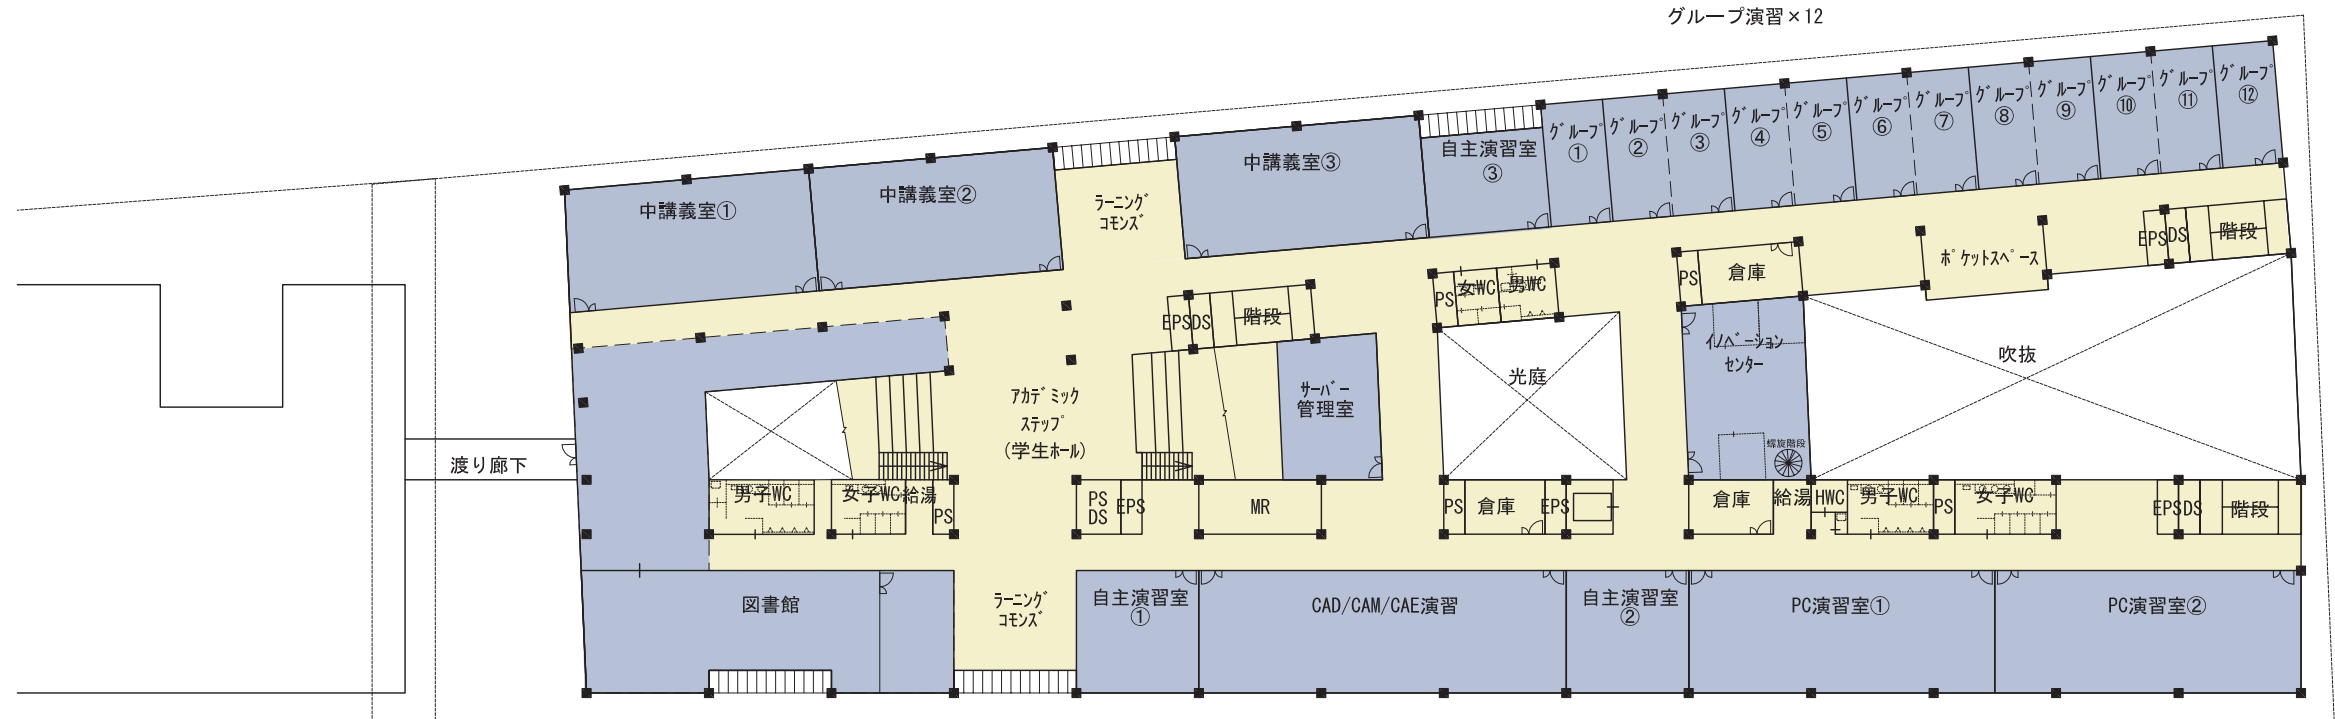 グループ演習×12
グループ
①
グループ
②
グループ
③
グループ
④
グループ
⑤
グループ
⑥
グループ
⑦
グループ
⑧
グループ
⑨
グループ
⑩
グループ
⑪
グループ
⑫
中講義室①
中講義室②
ラーニング
コモンズ
中講義室③
自主演習室
③
EPS
DS
階段
PS
女WC
男WC
PS
倉庫
ポケットスペース
EPS
DS
階段
アカデミック
ステップ
(学生ホール)
サーバー
管理室
光庭
イノベーション
センター
螺旋階段
吹抜
渡り廊下
男子WC
女子WC
給湯
PS
PS
DS
EPS
MR
PS
倉庫
EPS
倉庫
給湯
HWC
男子WC
PS
女子WC
EPS
DS
階段
図書館
ラーニング
コモンズ
自主演習室
①
CAD/CAM/CAE演習
自主演習室
②
PC演習室①
PC演習室②